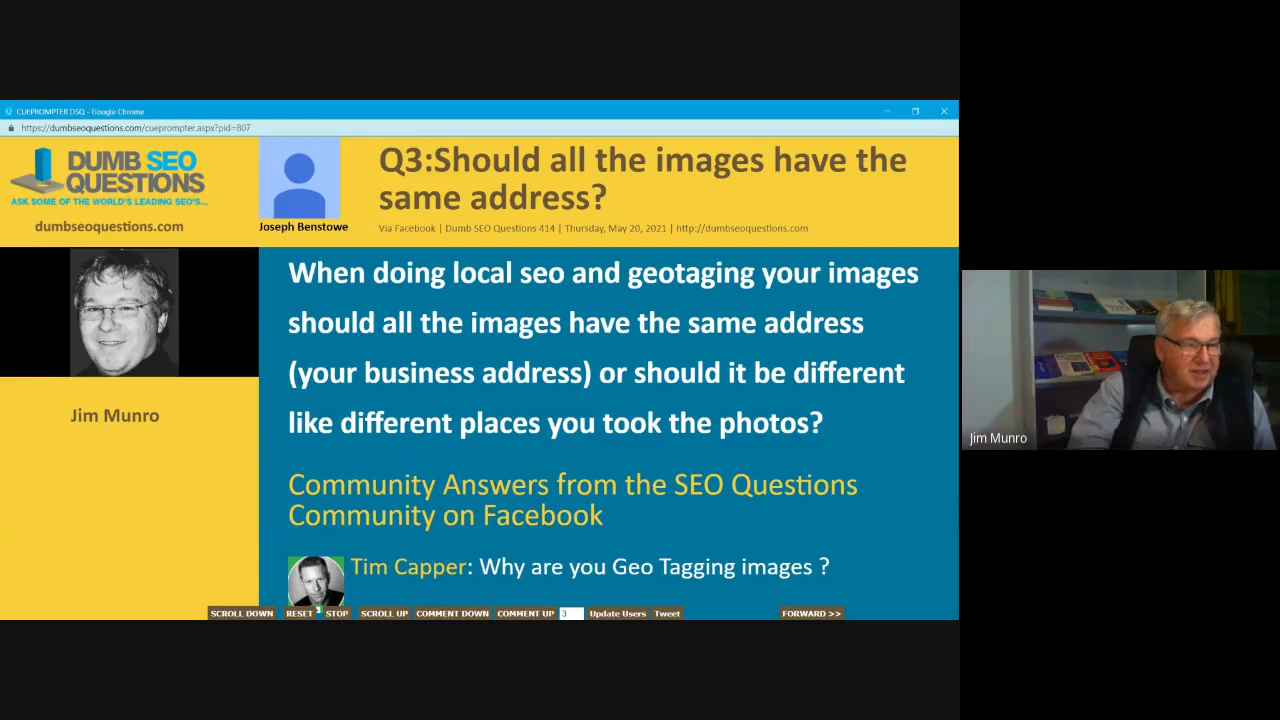 CUEPROMPTER DSQ - Google Chrome
https://dumbseoquestions.com/cueprompter.aspx?pid=807
DUMB SEO
QUESTIONS
ASK SOME OF THE WORLD'S LEADING SEO'S...
dumbseoquestions.com
Joseph Benstowe
Q3:Should all the images have the
same address?
Via Facebook | Dumb SEO Questions 414 | Thursday, May 20, 2021 | http://dumbseoquestions.com
Jim Munro
When doing local seo and geotaging your images
should all the images have the same address
(your business address) or should it be different
like different places you took the photos?
Community Answers from the SEO Questions
Community on Facebook
Tim Capper: Why are you Geo Tagging images ?
SCROLL DOWN RESET STOP SCROLL UP COMMENT DOWN COMMENT UP 3 Update Users Tweet FORWARD >>
Jim Munro